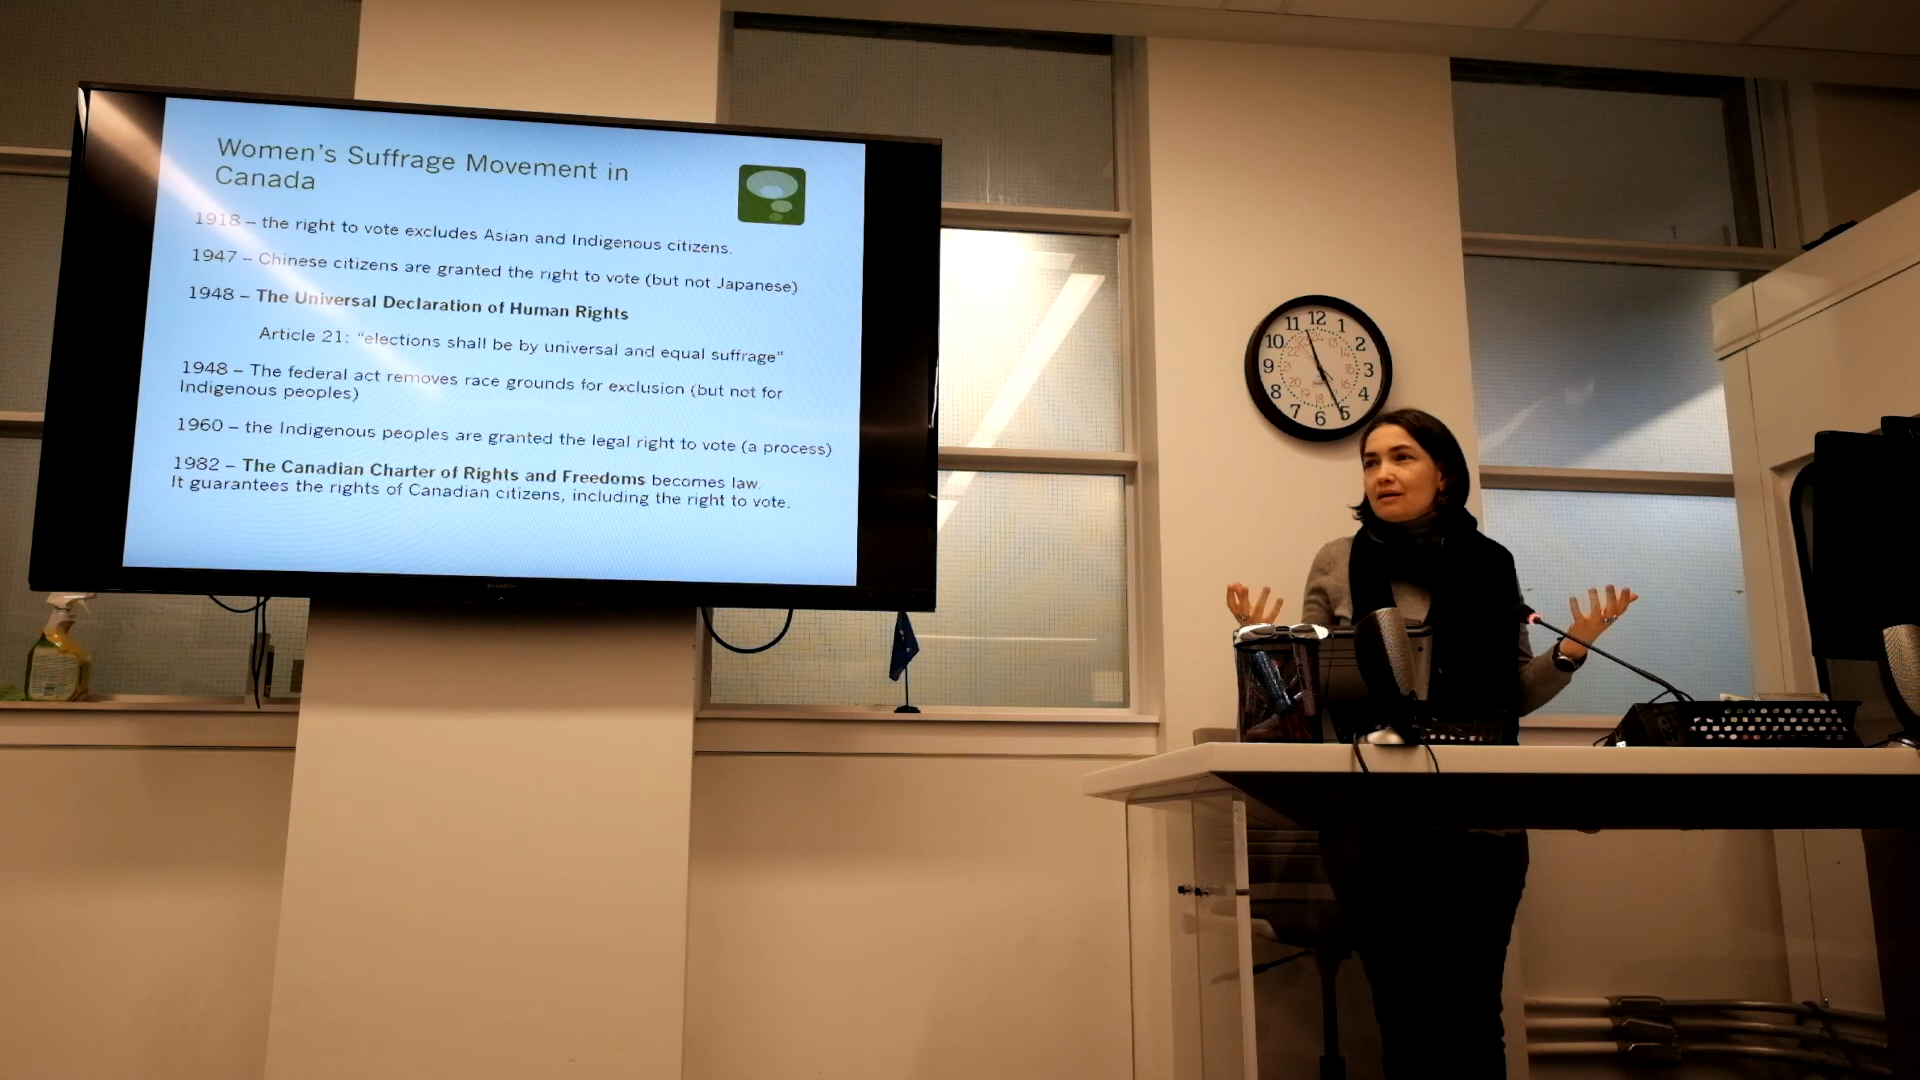 Women's Suffrage Movement in
Canada
1918 – the right to vote excludes Asian and Indigenous citizens.
1947 – Chinese citizens are granted the right to vote (but not Japanese)
1948 – The Universal Declaration of Human Rights
Article 21: "elections shall be by universal and equal suffrage"
1948 – The federal act removes race grounds for exclusion (but not for
Indigenous peoples)
1960 – the Indigenous peoples are granted the legal right to vote (a process)
1982 – The Canadian Charter of Rights and Freedoms becomes law.
It guarantees the rights of Canadian citizens, including the right to vote.
12
1
2
3
4
5
6
7
8
9
10
11